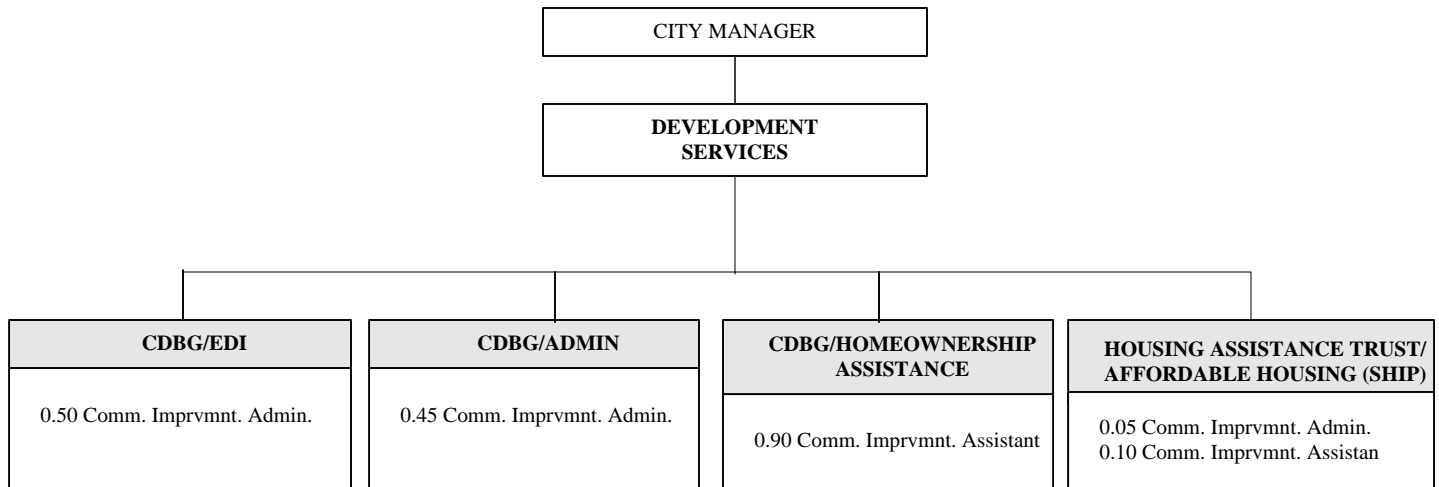 CITY MANAGER
DEVELOPMENT
SERVICES
CDBG/EDI
0.50 Comm. Imprvmnt. Admin.
CDBG/ADMIN
0.45 Comm. Imprvmnt. Admin.
CDBG/HOMEOWNERSHIP
ASSISTANCE
0.90 Comm. Imprvmnt. Assistant
HOUSING ASSISTANCE TRUST/
AFFORDABLE HOUSING (SHIP)
0.05 Comm. Imprvmnt. Admin.
0.10 Comm. Imprvmnt. Assistan